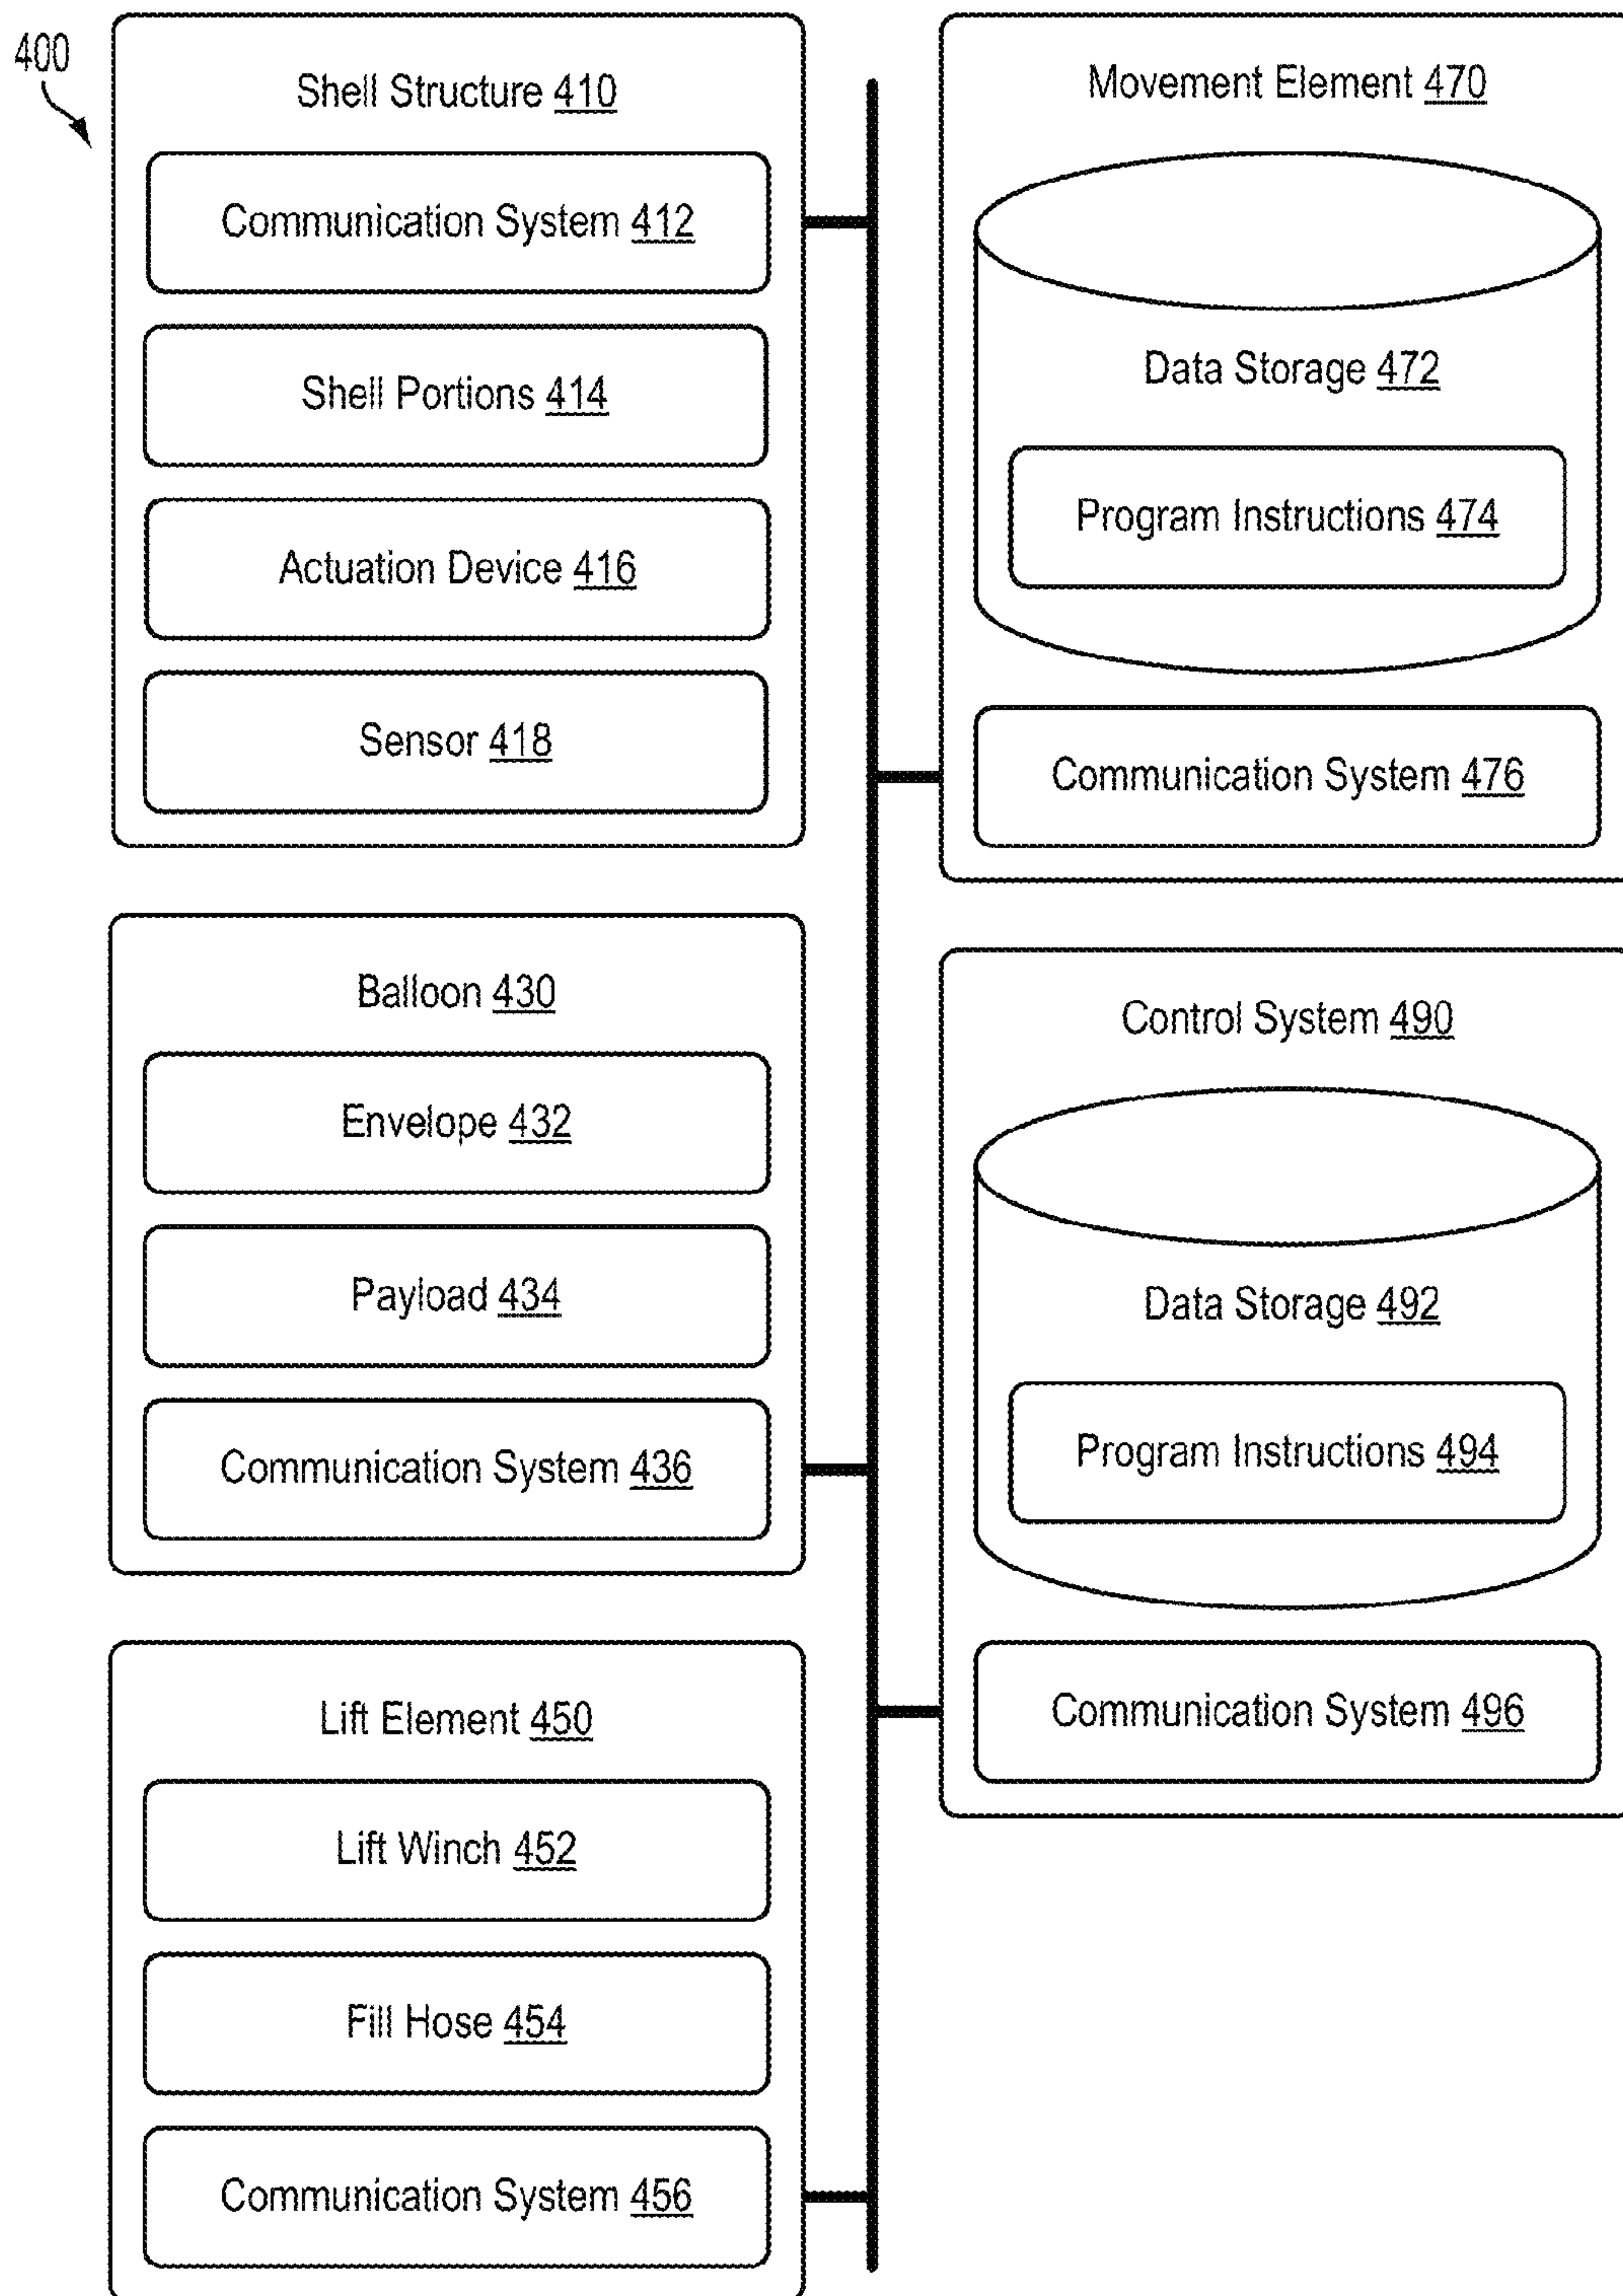 400
Shell Structure 410
Communication System 412
Shell Portions 414
Actuation Device 416
Sensor 418
Balloon 430
Envelope 432
Payload 434
Communication System 436
Lift Element 450
Lift Winch 452
Fill Hose 454
Communication System 456
Movement Element 470
Data Storage 472
Program Instructions 474
Communication System 476
Control System 490
Data Storage 492
Program Instructions 494
Communication System 496